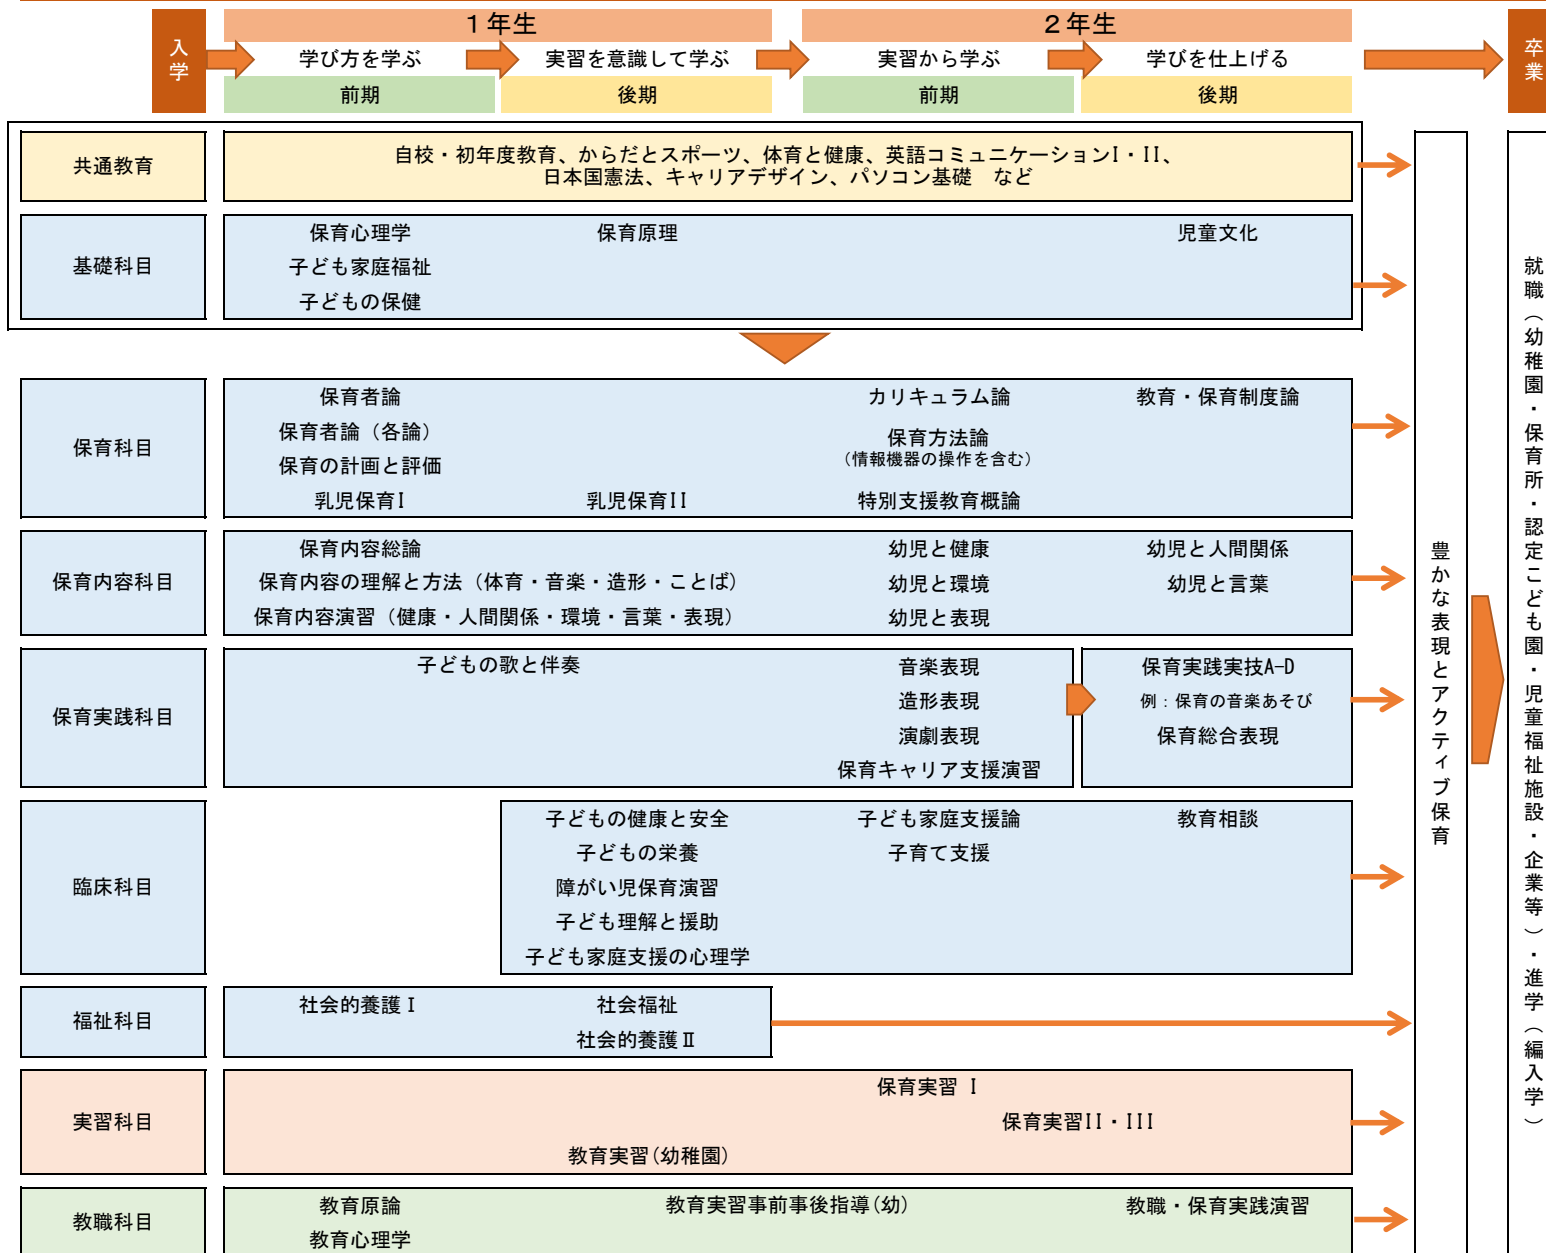 入学
1年生
2年生
卒業
学び方を学ぶ
実習を意識して学ぶ
実習から学ぶ
学びを仕上げる
前期
後期
前期
後期
共通教育
自校・初年度教育、からだとスポーツ、体育と健康、英語コミュニケーションI・II、
日本国憲法、キャリアデザイン、パソコン基礎　など
基礎科目
保育心理学
保育原理
児童文化
子ども家庭福祉
子どもの保健
保育科目
保育者論
カリキュラム論
教育・保育制度論
保育者論（各論）
保育方法論
（情報機器の操作を含む）
保育の計画と評価
乳児保育I
乳児保育II
特別支援教育概論
保育内容科目
保育内容総論
幼児と健康
幼児と人間関係
保育内容の理解と方法（体育・音楽・造形・ことば）
幼児と環境
幼児と言葉
保育内容演習（健康・人間関係・環境・言葉・表現）
幼児と表現
保育実践科目
子どもの歌と伴奏
音楽表現
保育実践実技A-D
造形表現
例：保育の音楽あそび
演劇表現
保育総合表現
保育キャリア支援演習
臨床科目
子どもの健康と安全
子ども家庭支援論
教育相談
子どもの栄養
子育て支援
障がい児保育演習
子ども理解と援助
子ども家庭支援の心理学
福祉科目
社会的養護Ⅰ
社会福祉
社会的養護Ⅱ
実習科目
保育実習 I
保育実習II・III
教育実習(幼稚園)
教職科目
教育原論
教育実習事前事後指導(幼)
教職・保育実践演習
教育心理学
豊かな表現とアクティブ保育
就職（幼稚園・保育所・認定こども園・児童福祉施設・企業等）・進学（編入学）